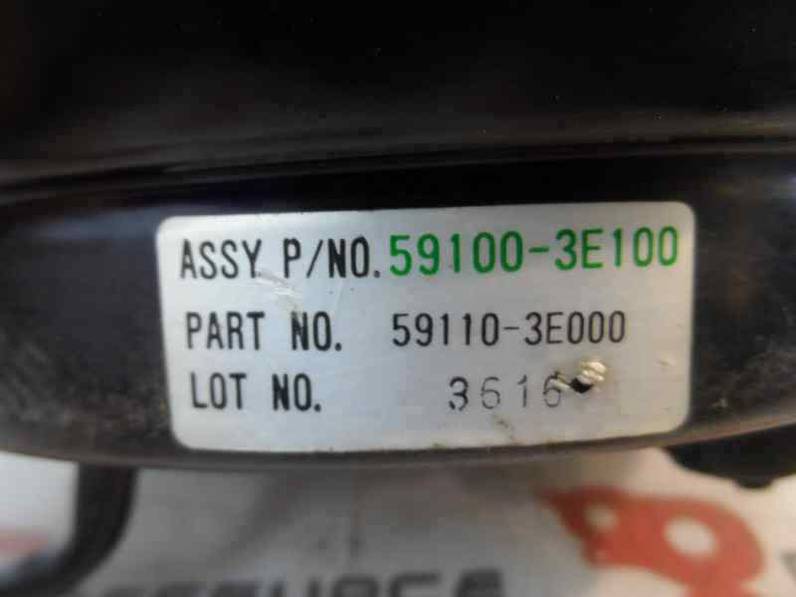 ASSY P/NO. 59100-3E100
PART NO. 59110-3E000
LOT NO. 3616